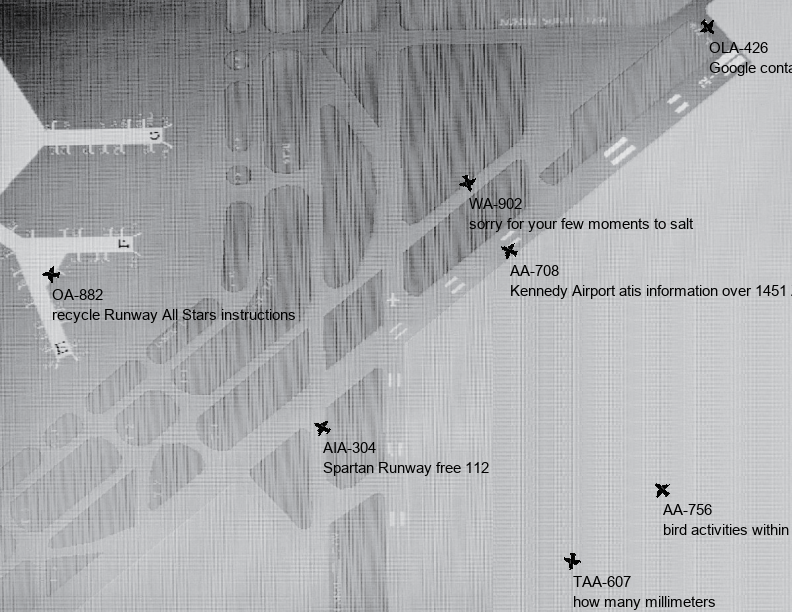 OLA-426
Google conta
WA-902
sorry for your few moments to salt
AA-708
Kennedy Airport atis information over 1451
OA-882
recycle Runway All Stars instructions
AIA-304
Spartan Runway free 112
AA-756
bird activities within
TAA-607
how many millimeters